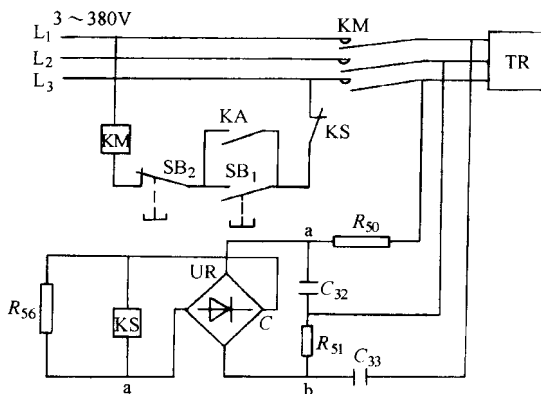 3～380V
L₁
KM
L₂
TR
L₃
KA
KS
KM
SB₂
SB₁
a
R₅₀
UR
C₃₂
R₅₆
KS
C
R₅₁
C₃₃
a
b